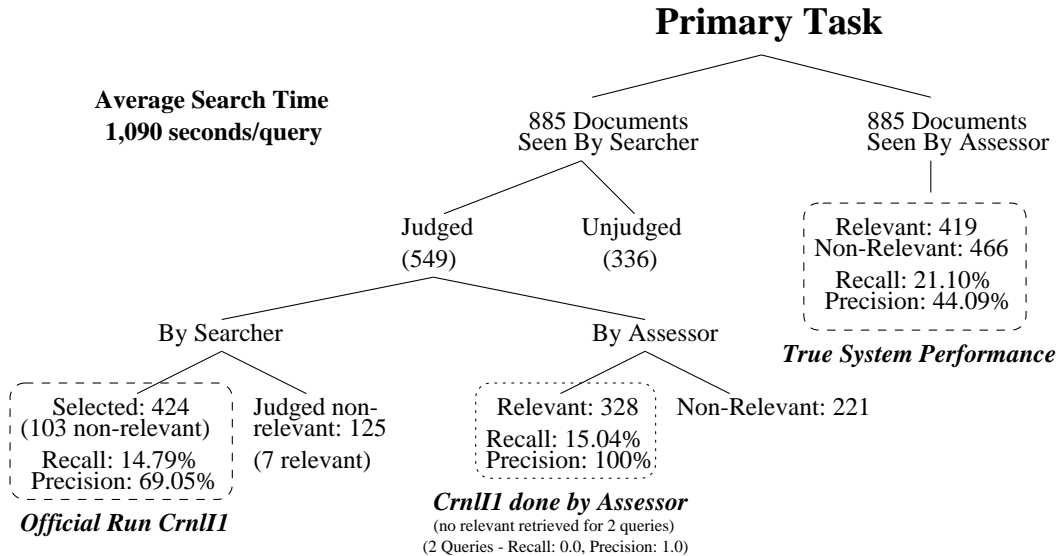 Primary Task
Average Search Time
1,090 seconds/query
885 Documents
Seen By Searcher
885 Documents
Seen By Assessor
Judged
(549)
Unjudged
(336)
Relevant: 419
Non-Relevant: 466
Recall: 21.10%
Precision: 44.09%
True System Performance
By Searcher
By Assessor
Selected: 424
(103 non-relevant)
Recall: 14.79%
Precision: 69.05%
Official Run CrnlI1
Judged non-
relevant: 125
(7 relevant)
Relevant: 328
Recall: 15.04%
Precision: 100%
CrnlI1 done by Assessor
(no relevant retrieved for 2 queries)
(2 Queries - Recall: 0.0, Precision: 1.0)
Non-Relevant: 221